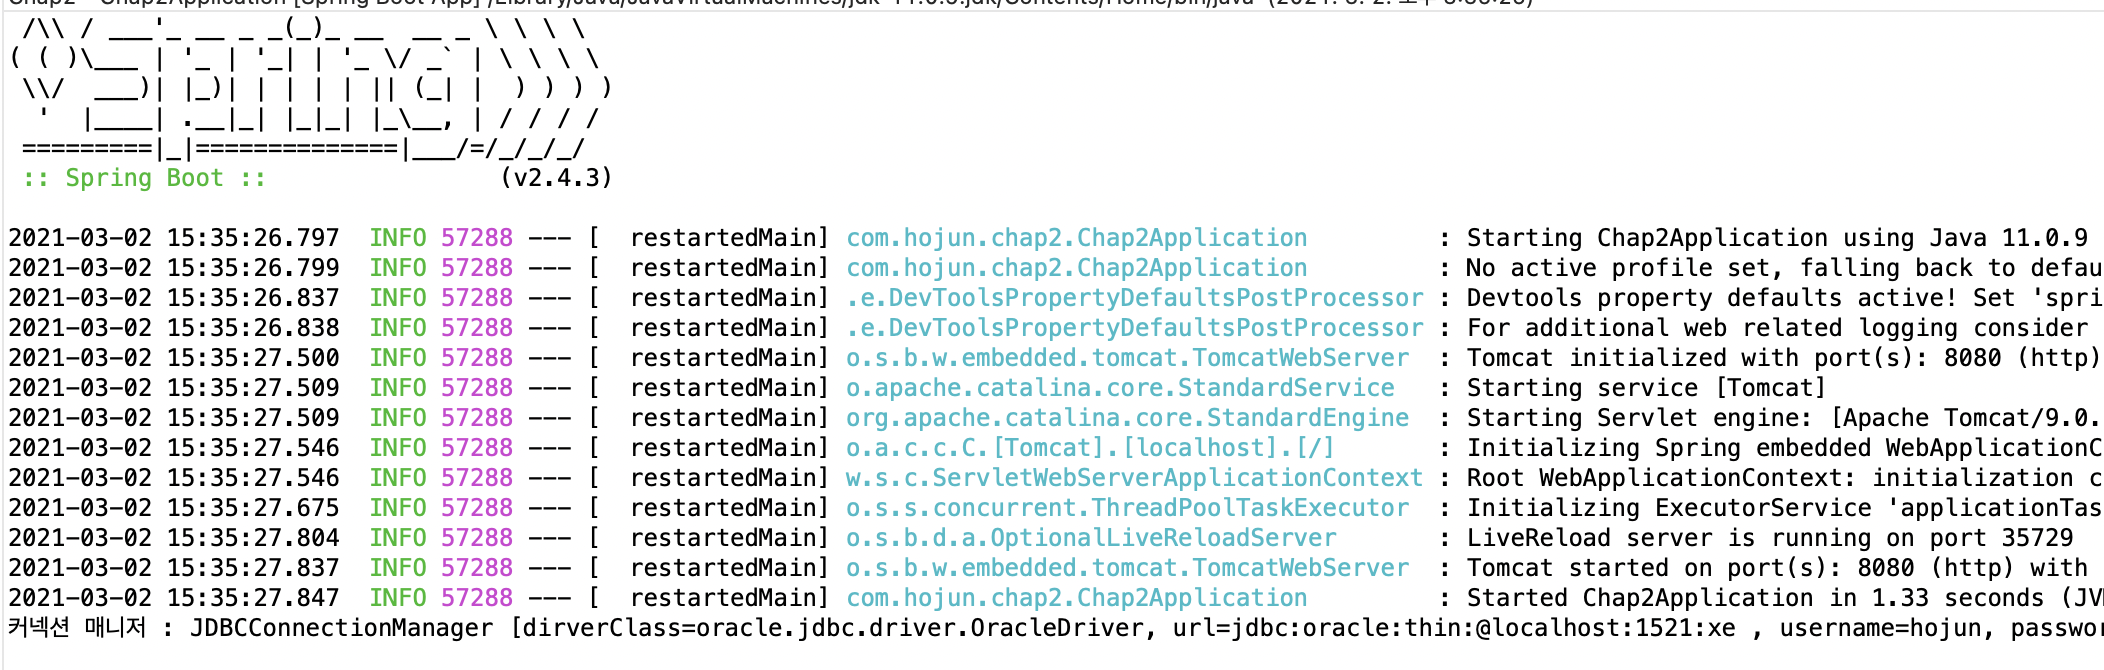 /\\ / ___'_ __ _ _(_)_ __  __ _ \ \ \ \
( ( )\___ | '_ | '_| | '_ \/ _` | \ \ \ \
 \\/  ___)| |_)| | | | | || (_| |  ) ) ) )
  '  |____| .__|_| |_|_| |_\__, | / / / /
 =========|_|==============|___/=/_/_/_/
 :: Spring Boot ::                (v2.4.3)
2021-03-02 15:35:26.797  INFO 57288 --- [  restartedMain] com.hojun.chap2.Chap2Application         : Starting Chap2Application using Java 11.0.9
2021-03-02 15:35:26.799  INFO 57288 --- [  restartedMain] com.hojun.chap2.Chap2Application         : No active profile set, falling back to defau
2021-03-02 15:35:26.837  INFO 57288 --- [  restartedMain] .e.DevToolsPropertyDefaultsPostProcessor : Devtools property defaults active! Set 'spri
2021-03-02 15:35:26.838  INFO 57288 --- [  restartedMain] .e.DevToolsPropertyDefaultsPostProcessor : For additional web related logging consider
2021-03-02 15:35:27.500  INFO 57288 --- [  restartedMain] o.s.b.w.embedded.tomcat.TomcatWebServer  : Tomcat initialized with port(s): 8080 (http)
2021-03-02 15:35:27.509  INFO 57288 --- [  restartedMain] o.apache.catalina.core.StandardService   : Starting service [Tomcat]
2021-03-02 15:35:27.509  INFO 57288 --- [  restartedMain] org.apache.catalina.core.StandardEngine  : Starting Servlet engine: [Apache Tomcat/9.0.
2021-03-02 15:35:27.546  INFO 57288 --- [  restartedMain] o.a.c.c.C.[Tomcat].[localhost].[/]       : Initializing Spring embedded WebApplicationC
2021-03-02 15:35:27.546  INFO 57288 --- [  restartedMain] w.s.c.ServletWebServerApplicationContext : Root WebApplicationContext: initialization c
2021-03-02 15:35:27.675  INFO 57288 --- [  restartedMain] o.s.s.concurrent.ThreadPoolTaskExecutor  : Initializing ExecutorService 'applicationTas
2021-03-02 15:35:27.804  INFO 57288 --- [  restartedMain] o.s.b.d.a.OptionalLiveReloadServer       : LiveReload server is running on port 35729
2021-03-02 15:35:27.837  INFO 57288 --- [  restartedMain] o.s.b.w.embedded.tomcat.TomcatWebServer  : Tomcat started on port(s): 8080 (http) with
2021-03-02 15:35:27.847  INFO 57288 --- [  restartedMain] com.hojun.chap2.Chap2Application         : Started Chap2Application in 1.33 seconds (JV
커넥션 매니저 : JDBCConnectionManager [dirverClass=oracle.jdbc.driver.OracleDriver, url=jdbc:oracle:thin:@localhost:1521:xe , username=hojun, passwo